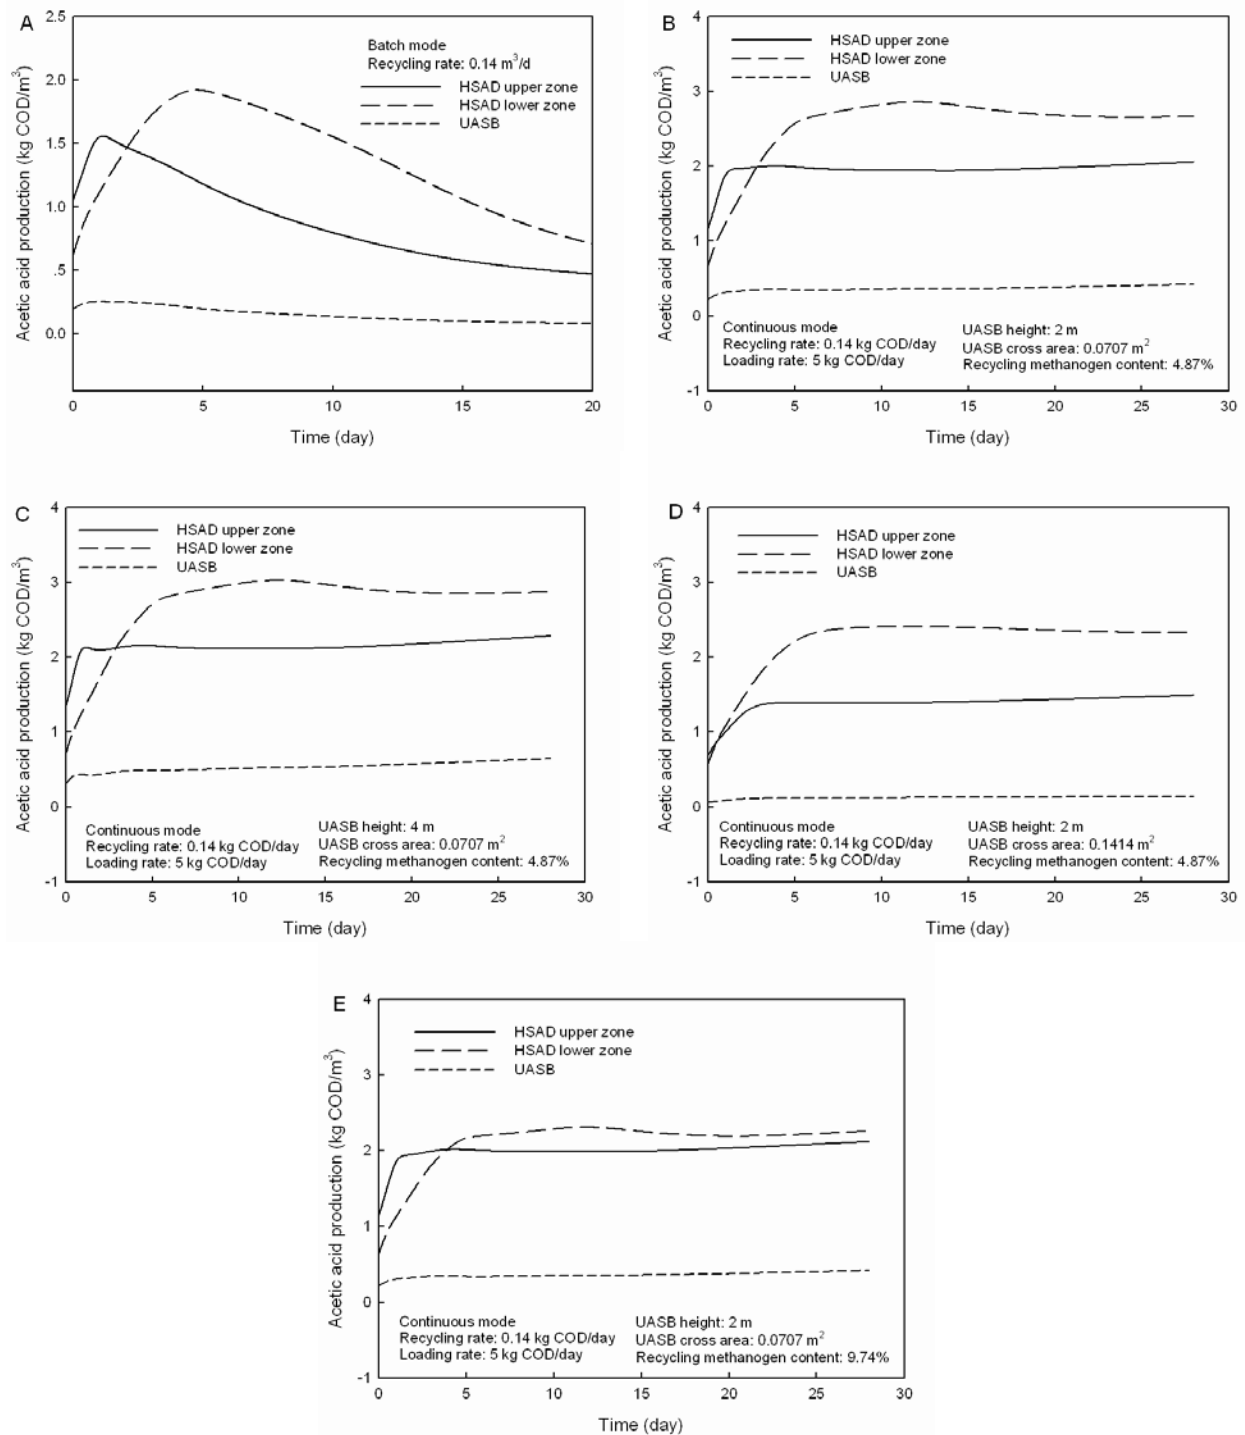 A
Acetic acid production (kg COD/m³)
2.5
2.0
1.5
1.0
.5
0.0
Batch mode
Recycling rate: 0.14 m³/d
HSAD upper zone
HSAD lower zone
UASB
0 5 10 15 20
Time (day)
B
Acetic acid production (kg COD/m³)
4
3
2
1
0
-1
HSAD upper zone
HSAD lower zone
UASB
Continuous mode
Recycling rate: 0.14 kg COD/day
Loading rate: 5 kg COD/day
UASB height: 2 m
UASB cross area: 0.0707 m²
Recycling methanogen content: 4.87%
0 5 10 15 20 25 30
Time (day)
C
Acetic acid production (kg COD/m³)
4
3
2
1
0
-1
HSAD upper zone
HSAD lower zone
UASB
Continuous mode
Recycling rate: 0.14 kg COD/day
Loading rate: 5 kg COD/day
UASB height: 4 m
UASB cross area: 0.0707 m²
Recycling methanogen content: 4.87%
0 5 10 15 20 25 30
Time (day)
D
Acetic acid production (kg COD/m³)
4
3
2
1
0
-1
HSAD upper zone
HSAD lower zone
UASB
Continuous mode
Recycling rate: 0.14 kg COD/day
Loading rate: 5 kg COD/day
UASB height: 2 m
UASB cross area: 0.1414 m²
Recycling methanogen content: 4.87%
0 5 10 15 20 25 30
Time (day)
E
Acetic acid production (kg COD/m³)
4
3
2
1
0
-1
HSAD upper zone
HSAD lower zone
UASB
Continuous mode
Recycling rate: 0.14 kg COD/day
Loading rate: 5 kg COD/day
UASB height: 2 m
UASB cross area: 0.0707 m²
Recycling methanogen content: 9.74%
0 5 10 15 20 25 30
Time (day)